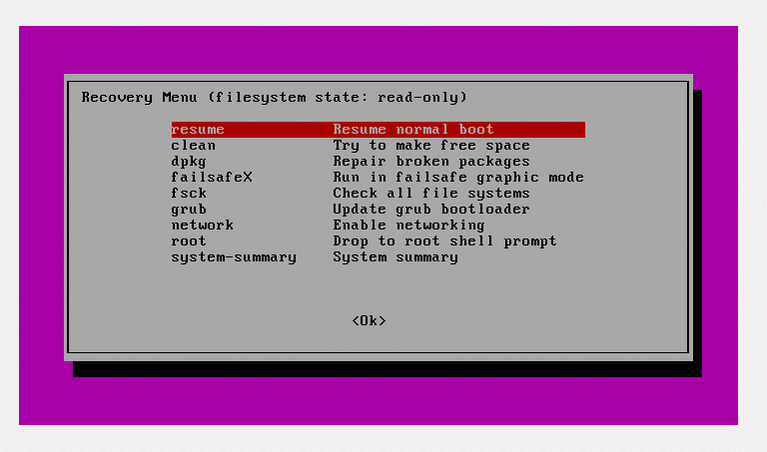 Recovery Menu (filesystem state: read-only)
resume Resume normal boot
clean Try to make free space
dpkg Repair broken packages
failsafeX Run in failsafe graphic mode
fsck Check all file systems
grub Update grub bootloader
network Enable networking
root Drop to root shell prompt
system-summary System summary
<Ok>